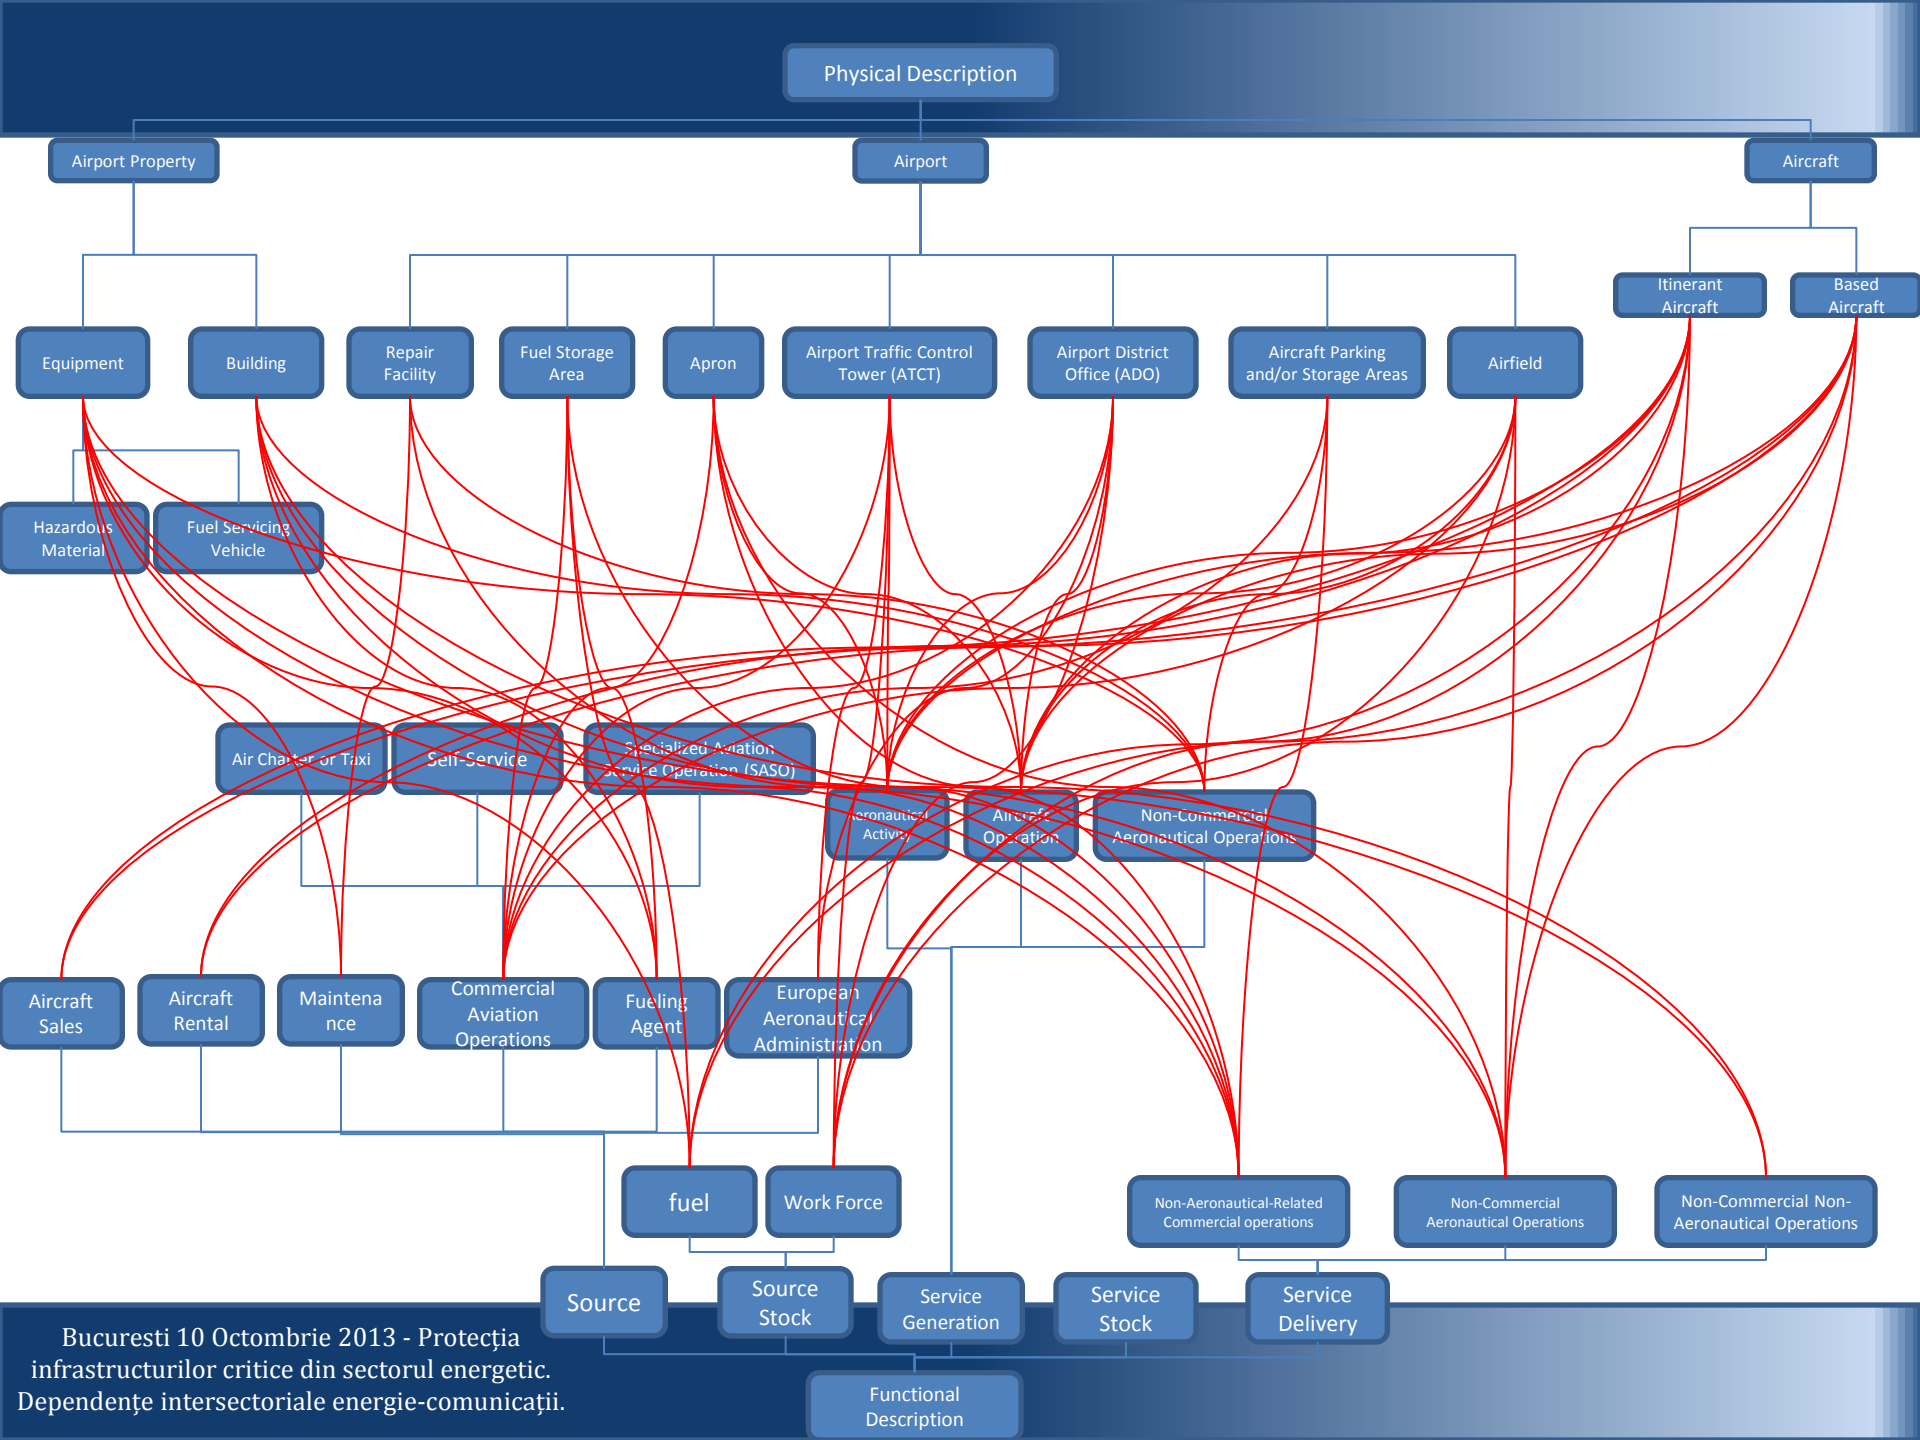 Physical Description
Airport Property
Airport
Aircraft
Itinerant
Aircraft
Based
Aircraft
Equipment
Building
Repair
Facility
Fuel Storage
Area
Apron
Airport Traffic Control
Tower (ATCT)
Airport District
Office (ADO)
Aircraft Parking
and/or Storage Areas
Airfield
Hazardous
Material
Fuel Servicing
Vehicle
Air Charter or Taxi
Self-Service
Specialized Aviation
Service Operation (SASO)
Aeronautical
Activity
Aircraft
Operation
Non-Commercial
Aeronautical Operations
Aircraft
Sales
Aircraft
Rental
Maintena
nce
Commercial
Aviation
Operations
Fueling
Agent
European
Aeronautical
Administration
fuel
Work Force
Non-Aeronautical-Related
Commercial operations
Non-Commercial
Aeronautical Operations
Non-Commercial Non-
Aeronautical Operations
Source
Source
Stock
Service
Generation
Service
Stock
Service
Delivery
Functional
Description
Bucuresti 10 Octombrie 2013 - Protecția
infrastructurilor critice din sectorul energetic.
Dependențe intersectoriale energie-comunicații.